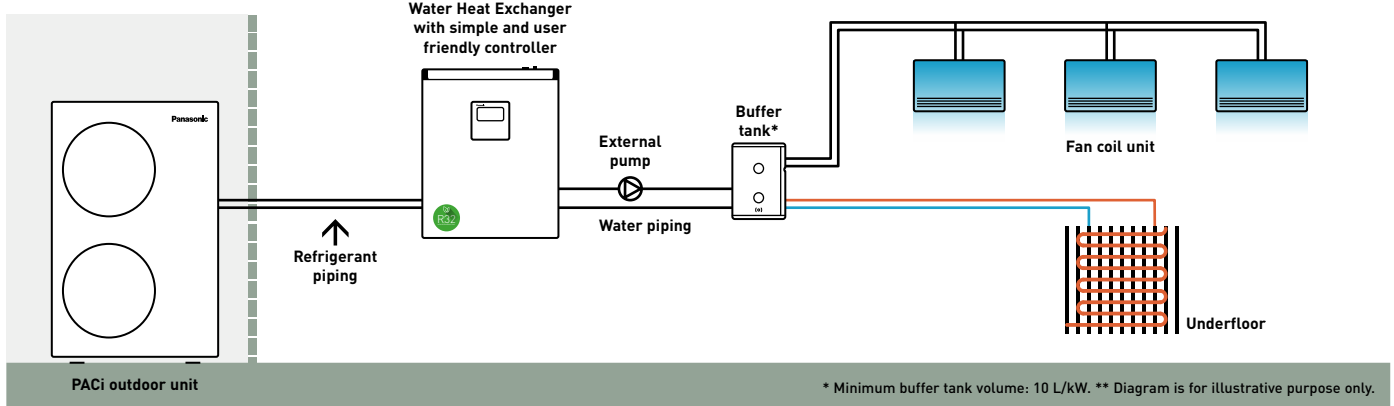 Water Heat Exchanger
with simple and user
friendly controller
Panasonic
R32
External
pump
Water piping
Refrigerant
piping
Buffer
tank*
Fan coil unit
Underfloor
PACi outdoor unit
* Minimum buffer tank volume: 10 L/kW. ** Diagram is for illustrative purpose only.